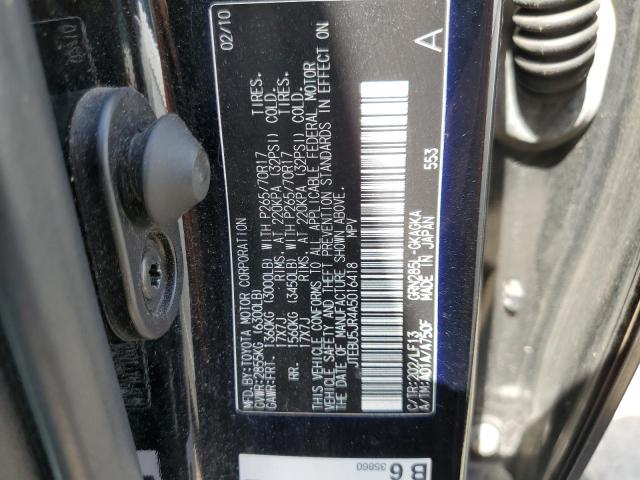 MFD.BY:TOYOTA MOTOR CORPORATION 02/10
GVWR:2855KG (6300LB)
GAWR:FRT. 1360KG (3000LB) WITH P265/70R17 TIRES.
17X7J RIMS, AT 220KPA (32PSI) COLD.
RR. 1560KG (3450LB) WITH P265/70R17 TIRES.
17X7J RIMS, AT 220KPA (32PSI) COLD.
THIS VEHICLE CONFORMS TO ALL APPLICABLE FEDERAL MOTOR
VEHICLE SAFETY AND THEFT PREVENTION STANDARDS IN EFFECT ON
THE DATE OF MANUFACTURE SHOWN ABOVE.
JTEBU5JR4A5016418 MPV
A
C/TR:202/LF13 GRN285L-GKAGKA
A/TM:A01A/A750F MADE IN JAPAN 553
B6
35860